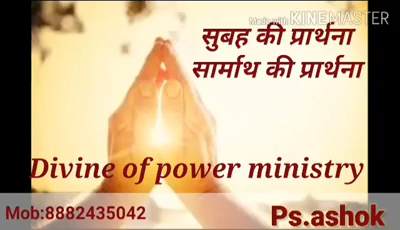 Made with KINEMASTER
सुबह की प्रार्थना
सार्माथ की प्रार्थना
Divine of power ministry
Mob:8882435042
Ps.ashok